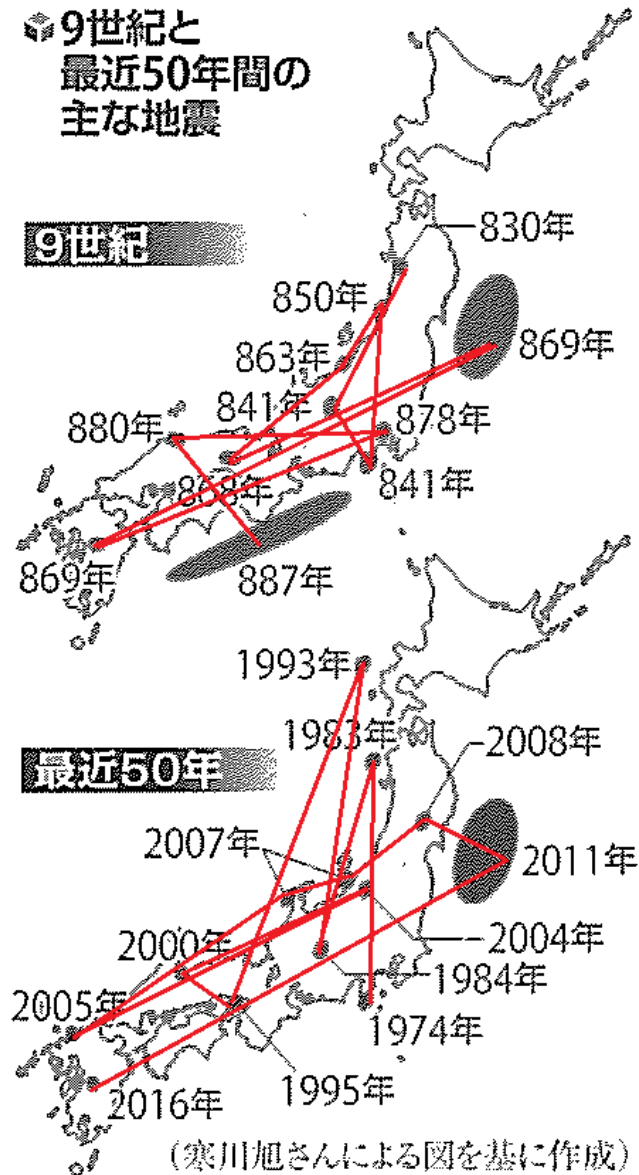 9世紀と
最近50年間の
主な地震
9世紀
830年
850年
869年
863年
841年
878年
880年
868年
841年
869年
887年
1993年
1983年
2008年
最近50年
2007年
2011年
2004年
2000年
1984年
2005年
1974年
1995年
2016年
(寒川旭さんによる図を基に作成)